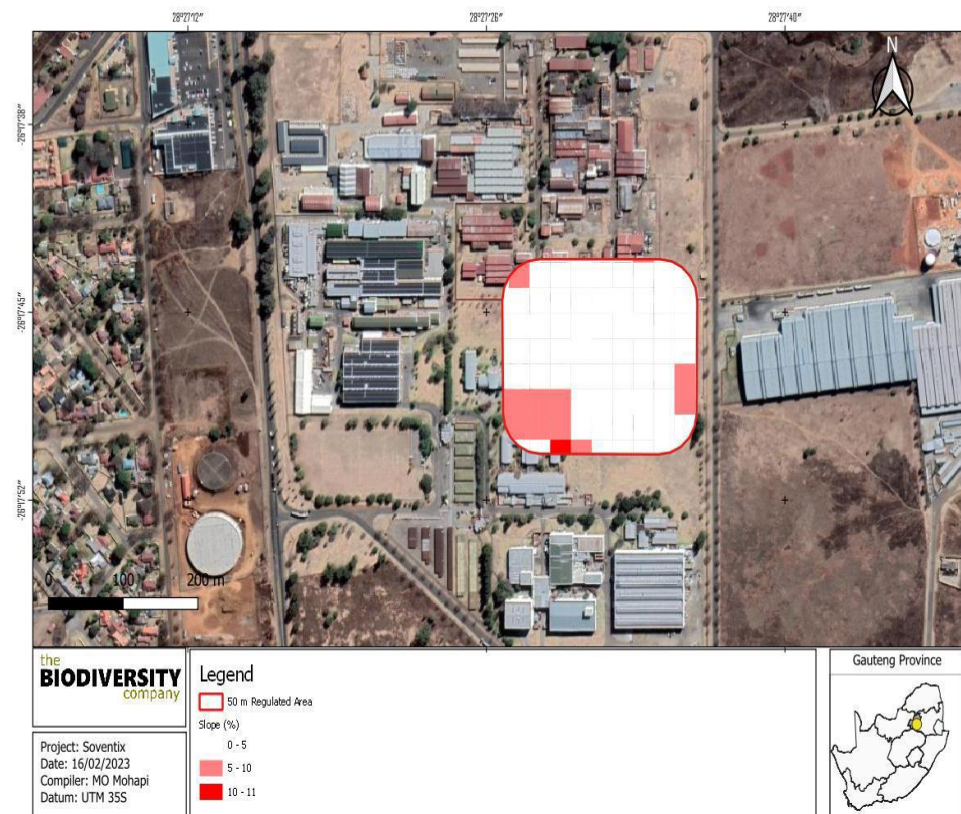 28°27'12" 28°27'26" 28°27'40"
N
-26°17'38"
-26°17'45"
-26°17'52"
0 100 200 m
the
BIODIVERSITY
company
Project: Soventix
Date: 16/02/2023
Compiler: MO Mohapi
Datum: UTM 35S
Legend
50 m Regulated Area
Slope (%)
0 - 5
5 - 10
10 - 11
Gauteng Province